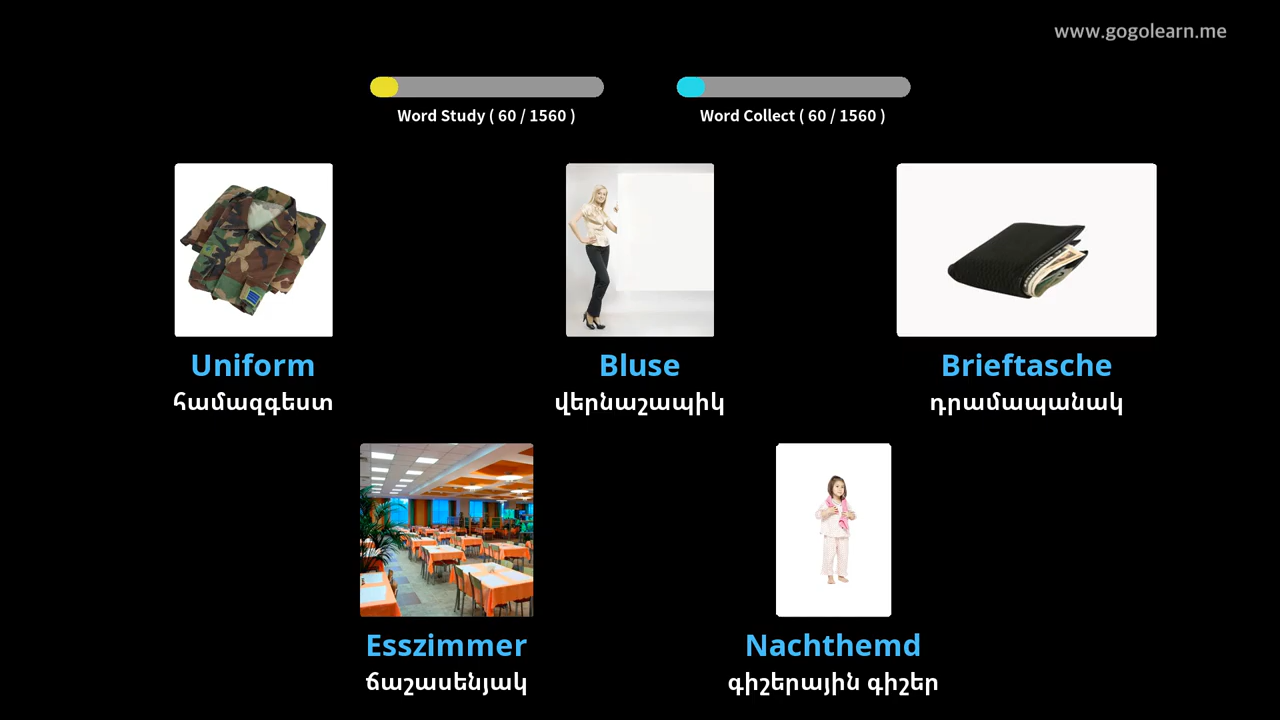 www.gogolearn.me
Word Study ( 60 / 1560 )
Word Collect ( 60 / 1560 )
Uniform
Bluse
Brieftasche
համազգեստ
վերնաշապիկ
դրամապանակ
Esszimmer
Nachthemd
ճաշասենյակ
գիշերային գիշեր